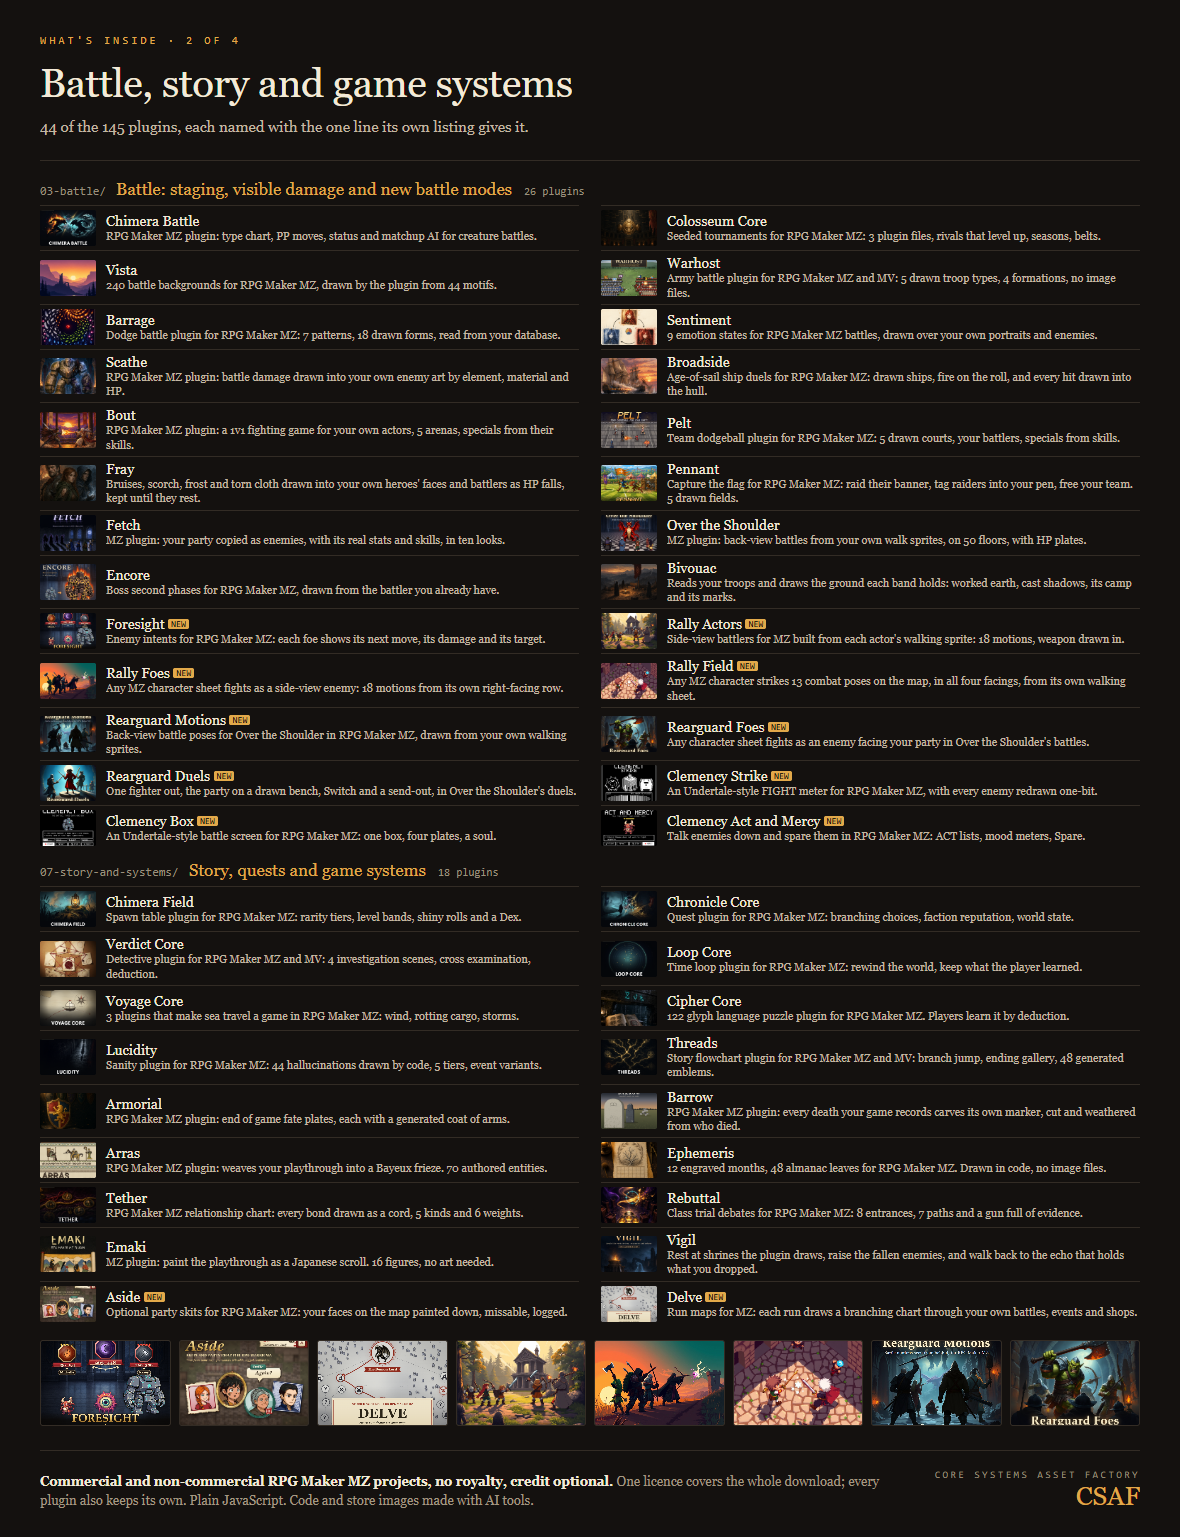 WHAT'S INSIDE · 2 OF 4
Battle, story and game systems
44 of the 145 plugins, each named with the one line its own listing gives it.
03-battle/ Battle: staging, visible damage and new battle modes 26 plugins
CHIMERA BATTLE
Chimera Battle
RPG Maker MZ plugin: type chart, PP moves, status and matchup AI for creature battles.
Colosseum Core
Seeded tournaments for RPG Maker MZ: 3 plugin files, rivals that level up, seasons, belts.
Vista
240 battle backgrounds for RPG Maker MZ, drawn by the plugin from 44 motifs.
WARHOST
Warhost
Army battle plugin for RPG Maker MZ and MV: 5 drawn troop types, 4 formations, no image
files.
Barrage
Dodge battle plugin for RPG Maker MZ: 7 patterns, 18 drawn forms, read from your database.
Sentiment
9 emotion states for RPG Maker MZ battles, drawn over your own portraits and enemies.
Scathe
RPG Maker MZ plugin: battle damage drawn into your own enemy art by element, material and
HP.
Broadside
Age-of-sail ship duels for RPG Maker MZ: drawn ships, fire on the roll, and every hit drawn into
the hull.
Bout
RPG Maker MZ plugin: a 1v1 fighting game for your own actors, 5 arenas, specials from their
skills.
PELT
Pelt
Team dodgeball plugin for RPG Maker MZ: 5 drawn courts, your battlers, specials from skills.
Fray
Bruises, scorch, frost and torn cloth drawn into your own heroes' faces and battlers as HP falls,
kept until they rest.
Pennant
Capture the flag for RPG Maker MZ: raid their banner, tag raiders into your pen, free your team.
5 drawn fields.
FETCH
Fetch
MZ plugin: your party copied as enemies, with its real stats and skills, in ten looks.
Over the Shoulder
MZ plugin: back-view battles from your own walk sprites, on 50 floors, with HP plates.
ENCORE
Encore
Boss second phases for RPG Maker MZ, drawn from the battler you already have.
Bivouac
Reads your troops and draws the ground each band holds: worked earth, cast shadows, its camp
and its marks.
FORESIGHT
Foresight NEW
Enemy intents for RPG Maker MZ: each foe shows its next move, its damage and its target.
Rally Actors NEW
Side-view battlers for MZ built from each actor's walking sprite: 18 motions, weapon drawn in.
Rally Foes NEW
Any MZ character sheet fights as a side-view enemy: 18 motions from its own right-facing row.
Rally Field NEW
Any MZ character strikes 13 combat poses on the map, in all four facings, from its own walking
sheet.
Rearguard Motions
Rearguard Motions NEW
Back-view battle poses for Over the Shoulder in RPG Maker MZ, drawn from your own walking
sprites.
Rearguard Foes
Rearguard Foes NEW
Any character sheet fights as an enemy facing your party in Over the Shoulder's battles.
Rearguard Duels
Rearguard Duels NEW
One fighter out, the party on a drawn bench, Switch and a send-out, in Over the Shoulder's duels.
CLEMENCY
Clemency Strike NEW
An Undertale-style FIGHT meter for RPG Maker MZ, with every enemy redrawn one-bit.
CLEMENCY BOX
Clemency Box NEW
An Undertale-style battle screen for RPG Maker MZ: one box, four plates, a soul.
ACT AND MERCY
Clemency Act and Mercy NEW
Talk enemies down and spare them in RPG Maker MZ: ACT lists, mood meters, Spare.
07-story-and-systems/ Story, quests and game systems 18 plugins
CHIMERA FIELD
Chimera Field
Spawn table plugin for RPG Maker MZ: rarity tiers, level bands, shiny rolls and a Dex.
CHRONICLE CORE
Chronicle Core
Quest plugin for RPG Maker MZ: branching choices, faction reputation, world state.
Verdict Core
Detective plugin for RPG Maker MZ and MV: 4 investigation scenes, cross examination,
deduction.
LOOP CORE
Loop Core
Time loop plugin for RPG Maker MZ: rewind the world, keep what the player learned.
VOYAGE CORE
Voyage Core
3 plugins that make sea travel a game in RPG Maker MZ: wind, rotting cargo, storms.
Cipher Core
122 glyph language puzzle plugin for RPG Maker MZ. Players learn it by deduction.
LUCIDITY
Lucidity
Sanity plugin for RPG Maker MZ: 44 hallucinations drawn by code, 5 tiers, event variants.
THREADS
Threads
Story flowchart plugin for RPG Maker MZ and MV: branch jump, ending gallery, 48 generated
emblems.
Armorial
RPG Maker MZ plugin: end of game fate plates, each with a generated coat of arms.
Barrow
RPG Maker MZ plugin: every death your game records carves its own marker, cut and weathered
from who died.
ARRAS
Arras
RPG Maker MZ plugin: weaves your playthrough into a Bayeux frieze. 70 authored entities.
Ephemeris
12 engraved months, 48 almanac leaves for RPG Maker MZ. Drawn in code, no image files.
TETHER
Tether
RPG Maker MZ relationship chart: every bond drawn as a cord, 5 kinds and 6 weights.
Rebuttal
Class trial debates for RPG Maker MZ: 8 entrances, 7 paths and a gun full of evidence.
EMAKI
Emaki
MZ plugin: paint the playthrough as a Japanese scroll. 16 figures, no art needed.
VIGIL
Vigil
Rest at shrines the plugin draws, raise the fallen enemies, and walk back to the echo that holds
what you dropped.
Aside
Aside NEW
Optional party skits for RPG Maker MZ: your faces on the map painted down, missable, logged.
DELVE
Delve NEW
Run maps for MZ: each run draws a branching chart through your own battles, events and shops.
FORESIGHT
Aside
Again?
DELVE
Rearguard Motions
Rearguard Foes
Commercial and non-commercial RPG Maker MZ projects, no royalty, credit optional. One licence covers the whole download; every
plugin also keeps its own. Plain JavaScript. Code and store images made with AI tools.
CORE SYSTEMS ASSET FACTORY
CSAF